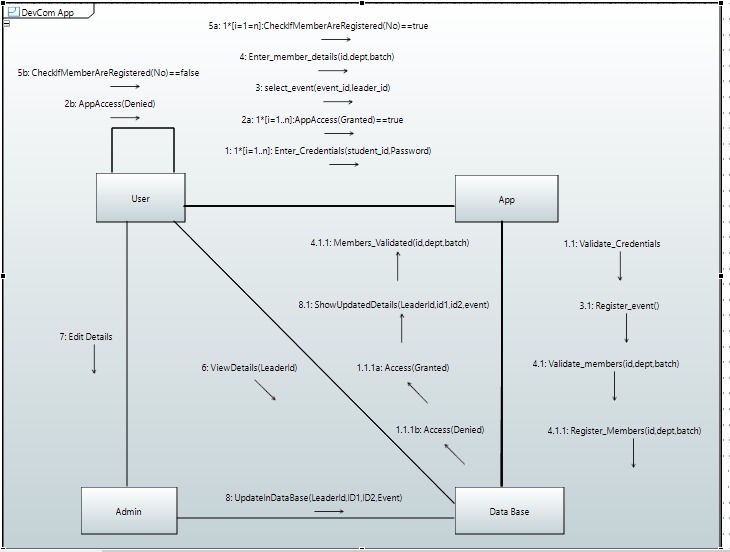 DevCom App
5a: 1*[i=1=n]:CheckIfMemberAreRegistered(No)==true
4: Enter_member_details(id,dept,batch)
5b: CheckIfMemberAreRegistered(No)==false
3: select_event(event_id,leader_id)
2b: AppAccess(Denied)
2a: 1*[i=1..n]:AppAccess(Granted)==true
1: 1*[i=1..n]: Enter_Credentials(student_id,Password)
User
App
4.1.1: Members_Validated(id,dept,batch)
1.1: Validate_Credentials
8.1: ShowUpdatedDetails(LeaderId,id1,id2,event)
3.1: Register_event()
7: Edit Details
6: ViewDetails(LeaderId)
1.1.1a: Access(Granted)
4.1: Validate_members(id,dept,batch)
1.1.1b: Access(Denied)
4.1.1: Register_Members(id,dept,batch)
8: UpdateInDataBase(LeaderId,ID1,ID2,Event)
Admin
Data Base